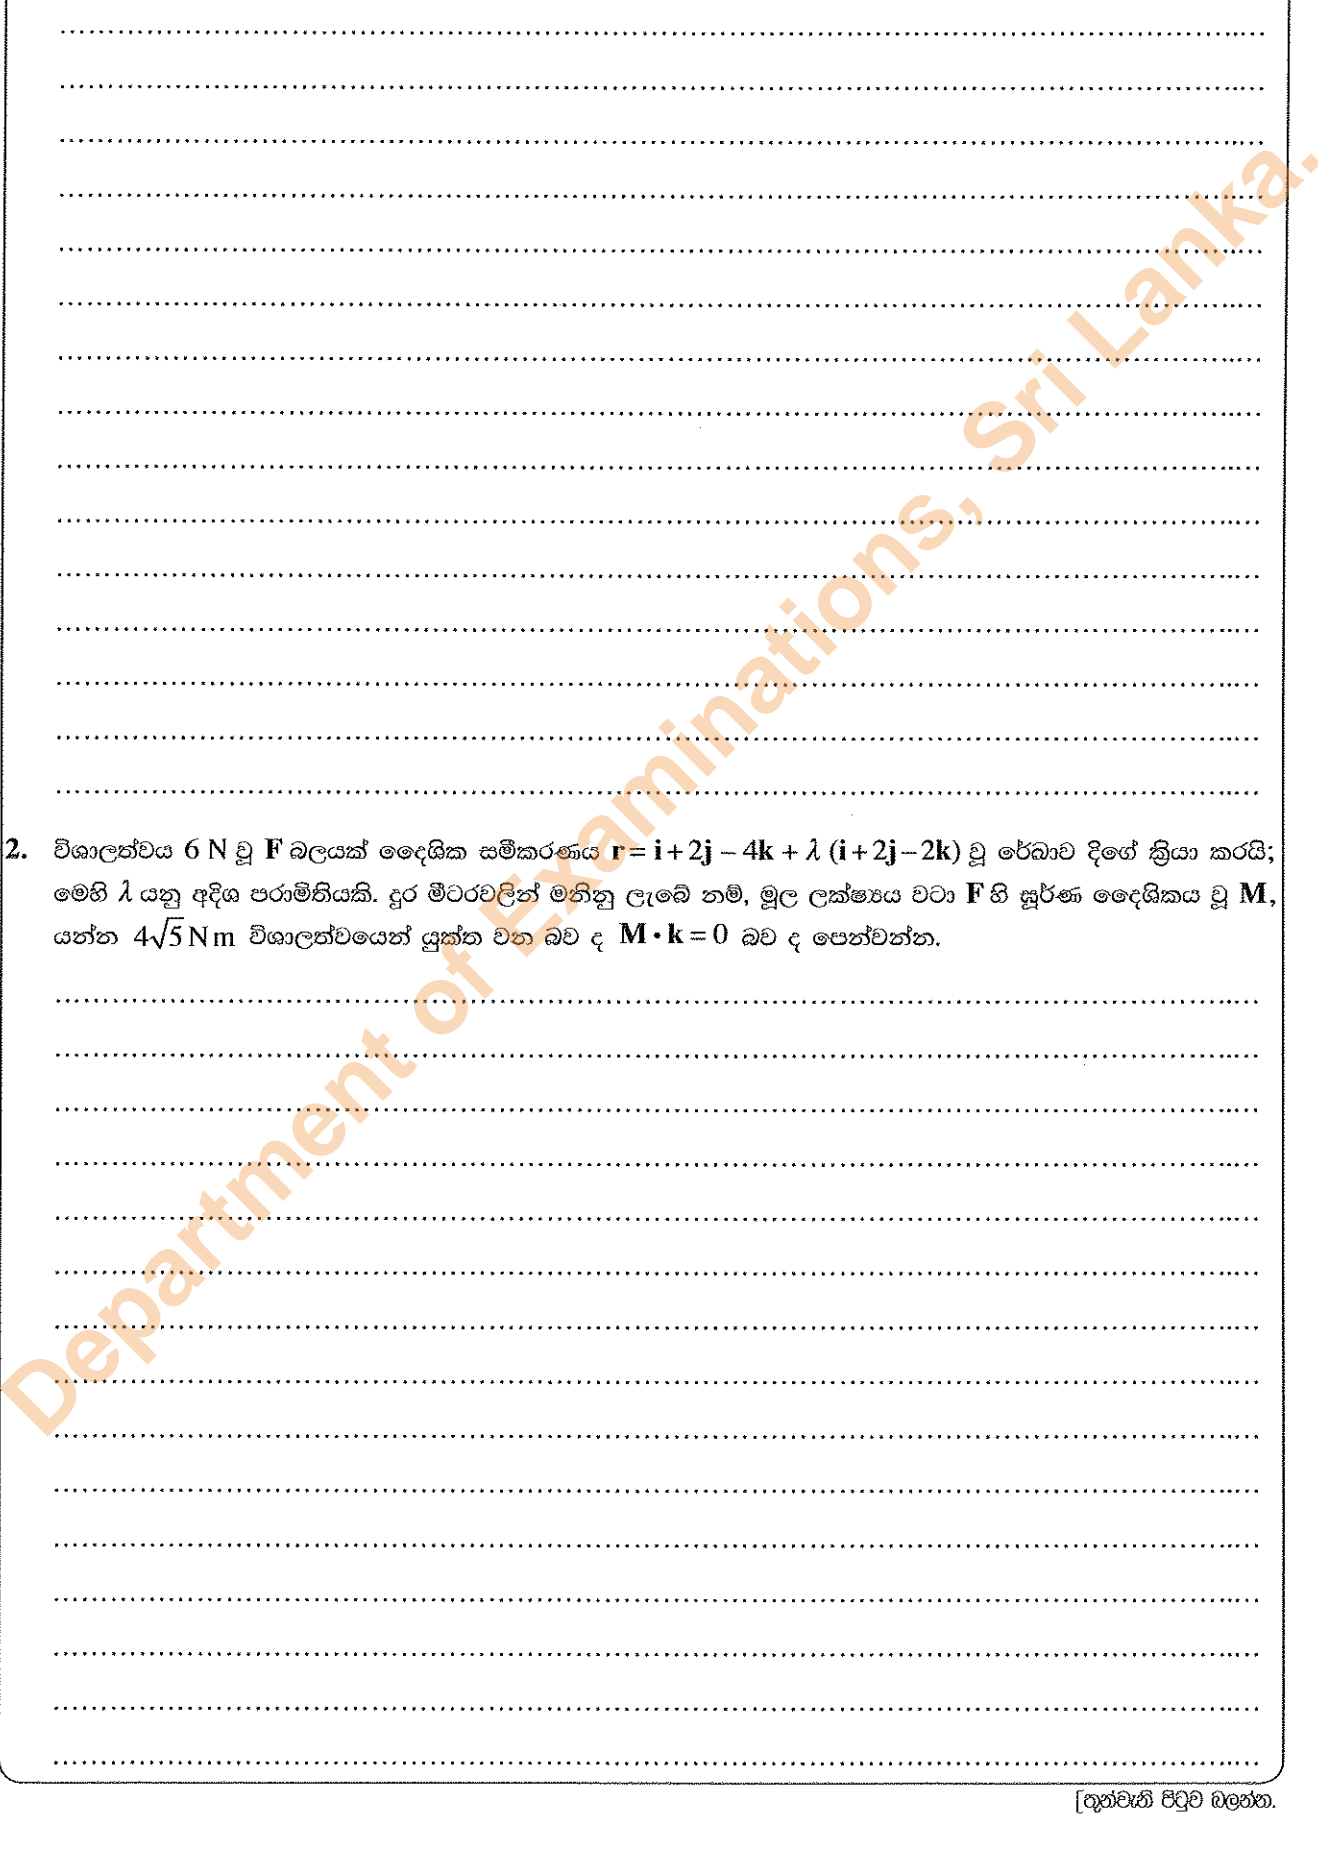 2. විශාලත්වය 6 N වූ F බලයක් දෛශික සමීකරණය r = i + 2j – 4k + λ (i + 2j – 2k) වූ රේඛාව දිගේ ක්‍රියා කරයි;
මෙහි λ යනු අදිශ පරාමිතියකි. දුර මීටරවලින් මනිනු ලැබේ නම්, මූල ලක්ෂ්‍යය වටා F හි ඝූර්ණ දෛශිකය වූ M,
යන්න 4√5 N m විශාලත්වයෙන් යුක්ත වන බව ද M • k = 0 බව ද පෙන්වන්න.
[තුන්වැනි පිටුව බලන්න.
Department of Examinations, Sri Lanka.